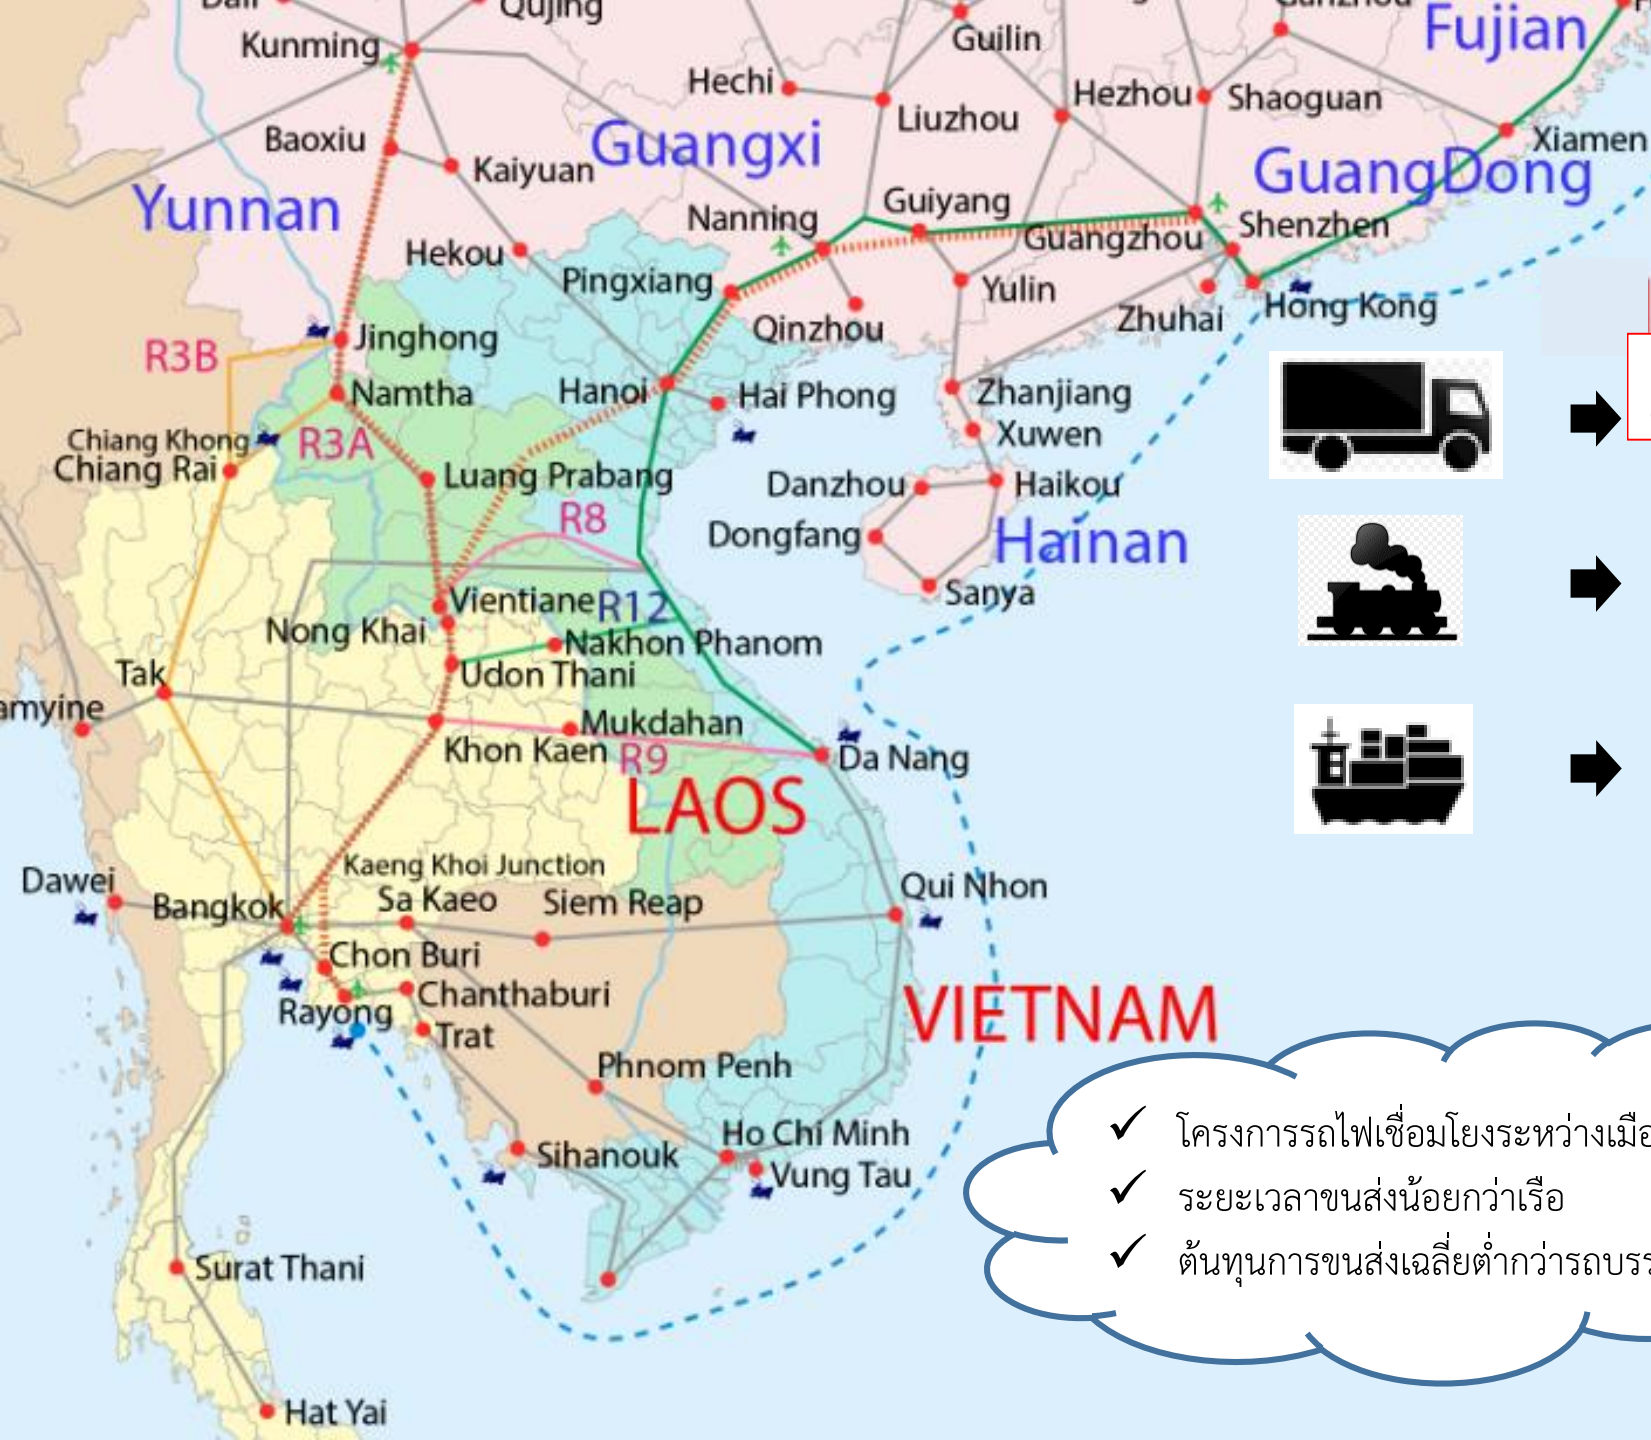 Qujing
Kunming
Guilin
Fujian
Hechi
Hezhou
Shaoguan
Liuzhou
Baoxiu
Xiamen
Guangxi
Kaiyuan
GuangDong
Yunnan
Guiyang
Nanning
Shenzhen
Guangzhou
Hekou
Pingxiang
Yulin
Hong Kong
Zhuhai
Qinzhou
Jinghong
R3B
Namtha
Hanoi
Hai Phong
Zhanjiang
Chiang Khong
R3A
Xuwen
Chiang Rai
Luang Prabang
Danzhou
Haikou
R8
Dongfang
Hainan
Sanya
Vientiane
R12
Nong Khai
Nakhon Phanom
Tak
Udon Thani
amyine
Mukdahan
Khon Kaen
R9
Da Nang
LAOS
Kaeng Khoi Junction
Dawei
Qui Nhon
Bangkok
Sa Kaeo
Siem Reap
Chon Buri
Chanthaburi
Rayong
VIETNAM
Trat
Phnom Penh
Ho Chi Minh
Sihanouk
Vung Tau
Surat Thani
Hat Yai
✓ โครงการรถไฟเชื่อมโยงระหว่างเมือ
✓ ระยะเวลาขนส่งน้อยกว่าเรือ
✓ ต้นทุนการขนส่งเฉลี่ยต่ำกว่ารถบรร